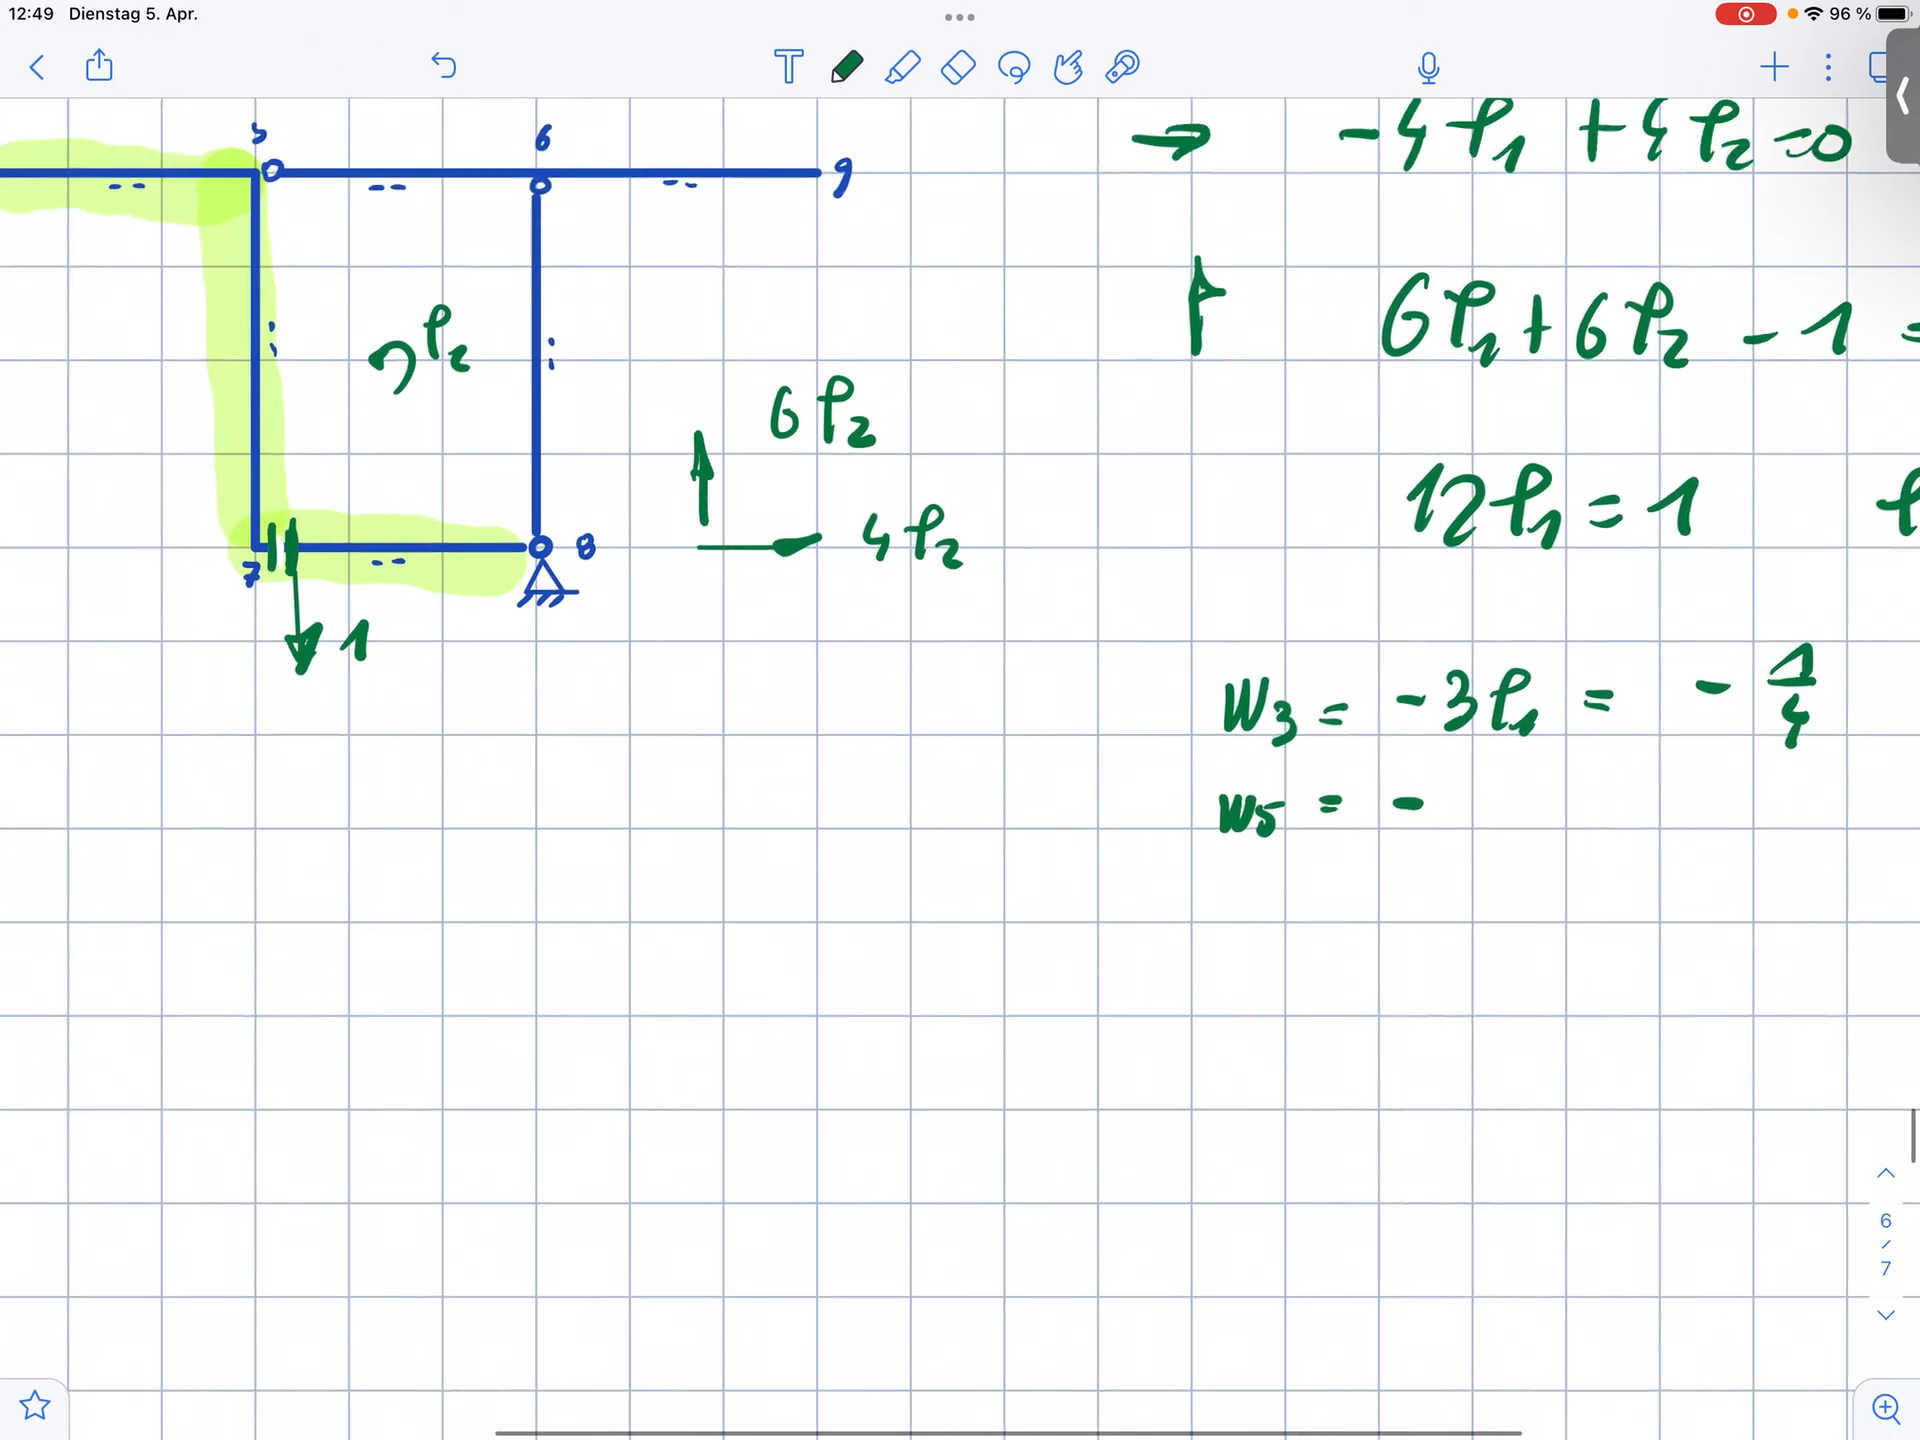 12:49 Dienstag 5. Apr.
96 %
T
→ -4φ₁ + 4φ₂ = 0
5 6
9
↑ 6φ₁ + 6φ₂ - 1 =
φ₂
6φ₂
12φ₁ = 1 φ
4φ₂
7 8
1
w₃ = -3φ₁ = - 1/4
w₅ = -
6
/
7